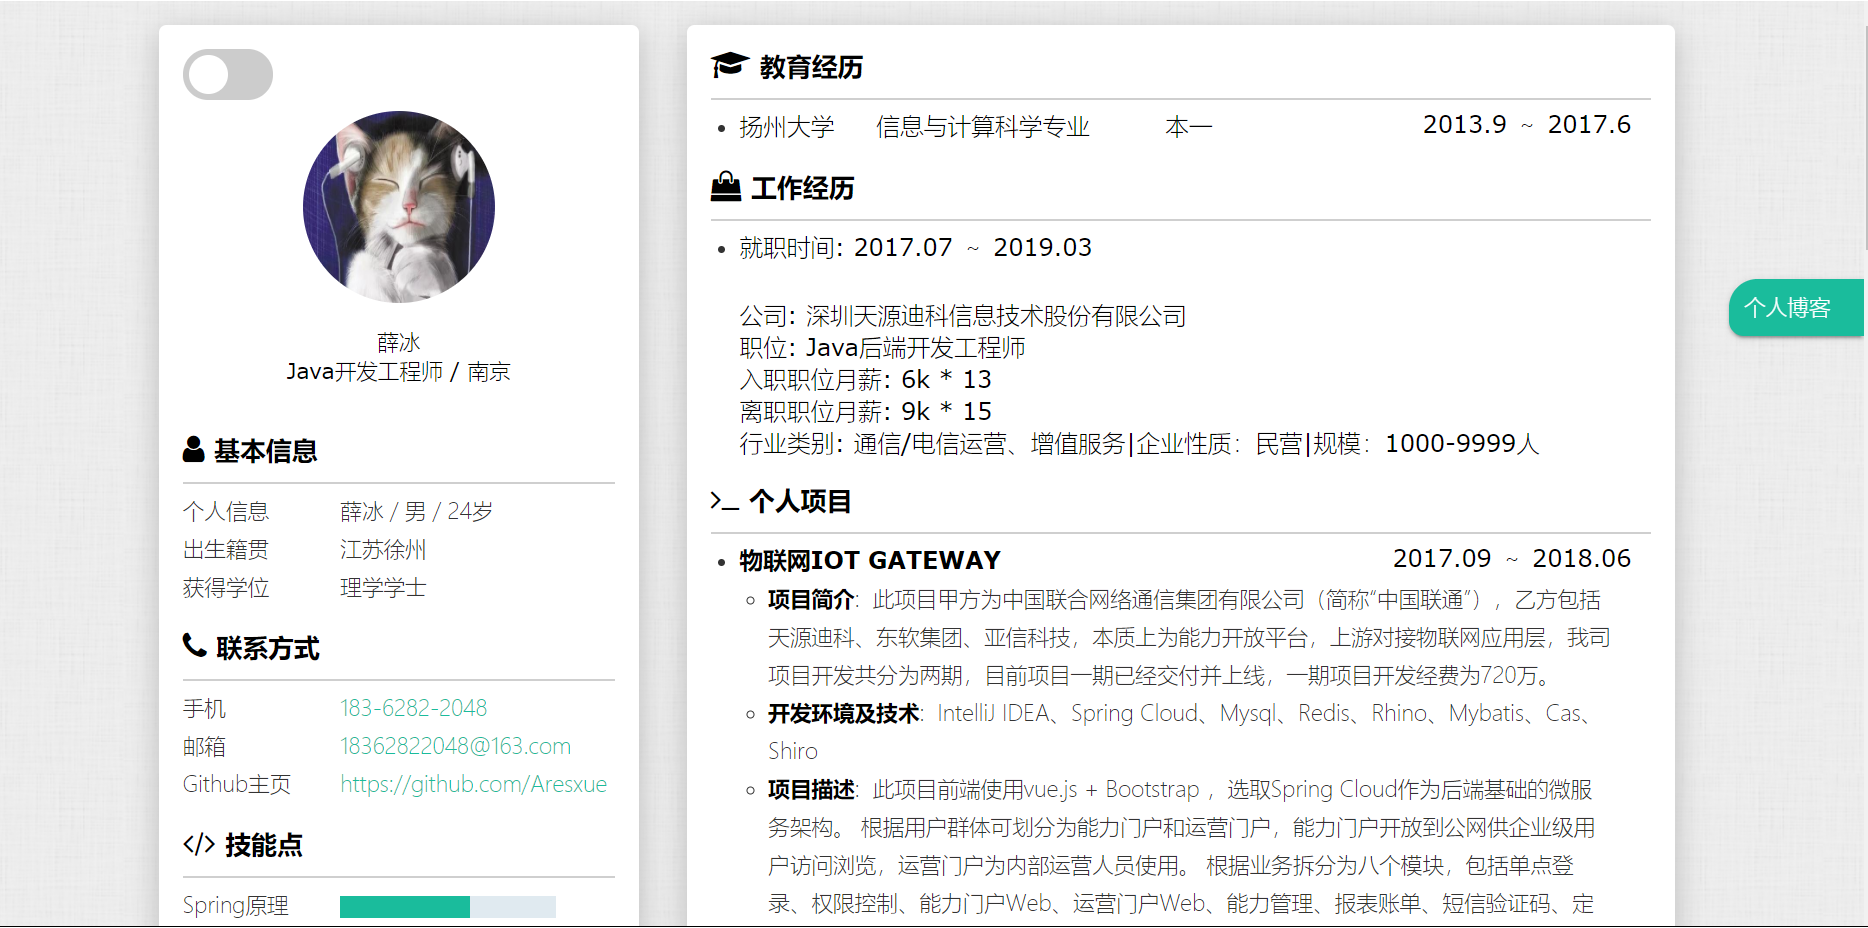 薛冰
Java开发工程师 / 南京
基本信息
个人信息 薛冰 / 男 / 24岁
出生籍贯 江苏徐州
获得学位 理学学士
联系方式
手机 183-6282-2048
邮箱 18362822048@163.com
Github主页 https://github.com/Aresxue
</> 技能点
Spring原理
教育经历
扬州大学 信息与计算科学专业 本一 2013.9 ~ 2017.6
工作经历
就职时间: 2017.07 ~ 2019.03
公司: 深圳天源迪科信息技术股份有限公司
职位: Java后端开发工程师
入职职位月薪: 6k * 13
离职职位月薪: 9k * 15
行业类别: 通信/电信运营、增值服务|企业性质：民营|规模：1000-9999人
个人项目
物联网IOT GATEWAY 2017.09 ~ 2018.06
项目简介：此项目甲方为中国联合网络通信集团有限公司（简称“中国联通”），乙方包括
天源迪科、东软集团、亚信科技，本质上为能力开放平台，上游对接物联网应用层，我司
项目开发共分为两期，目前项目一期已经交付并上线，一期项目开发经费为720万。
开发环境及技术：IntelliJ IDEA、Spring Cloud、Mysql、Redis、Rhino、Mybatis、Cas、
Shiro
项目描述：此项目前端使用vue.js + Bootstrap ，选取Spring Cloud作为后端基础的微服
务架构。 根据用户群体可划分为能力门户和运营门户，能力门户开放到公网供企业级用
户访问浏览，运营门户为内部运营人员使用。 根据业务拆分为八个模块，包括单点登
录、权限控制、能力门户Web、运营门户Web、能力管理、报表账单、短信验证码、定
个人博客